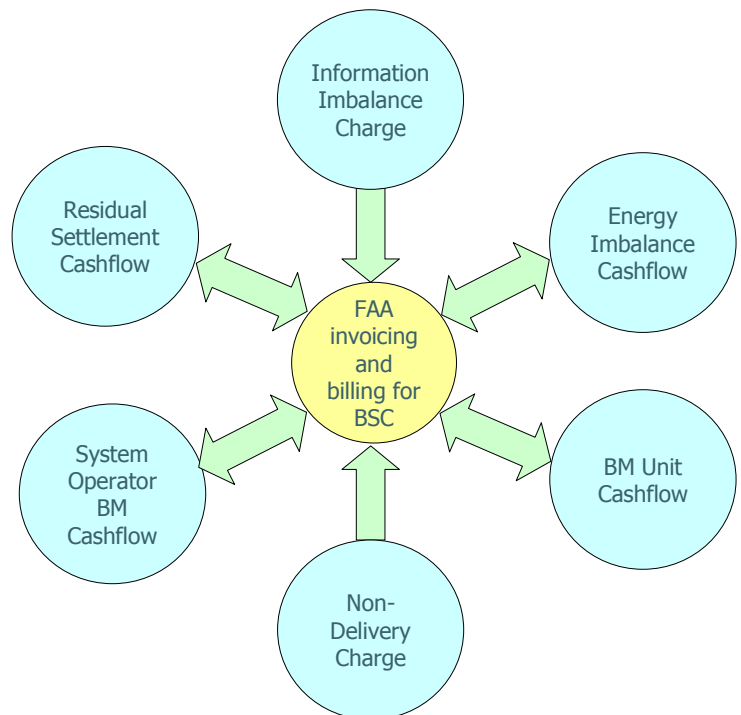 Information
Imbalance
Charge
Residual
Settlement
Cashflow
Energy
Imbalance
Cashflow
FAA
invoicing
and
billing for
BSC
System
Operator
BM
Cashflow
BM Unit
Cashflow
Non-
Delivery
Charge